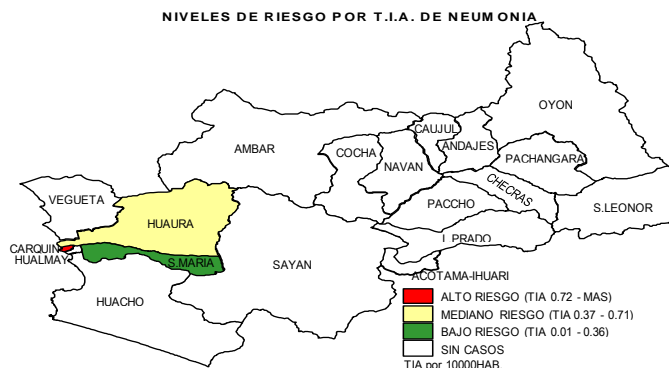 NIVELES DE RIESGO POR T.I.A. DE NEUMONIA
OYON
CAUJUL
ANDAJES
AMBAR
COCHA
NAVAN
PACHANGARA
CHECRAS
VEGUETA
PACCHO
S.LEONOR
HUAURA
I.PRADO
CARQUIN
HUALMAY
S.MARIA
SAYAN
ACOTAMA-IHUARI
HUACHO
ALTO RIESGO (TIA 0.72 - MAS)
MEDIANO RIESGO (TIA 0.37 - 0.71)
BAJO RIESGO (TIA 0.01 - 0.36)
SIN CASOS
TIA por 10000HAB